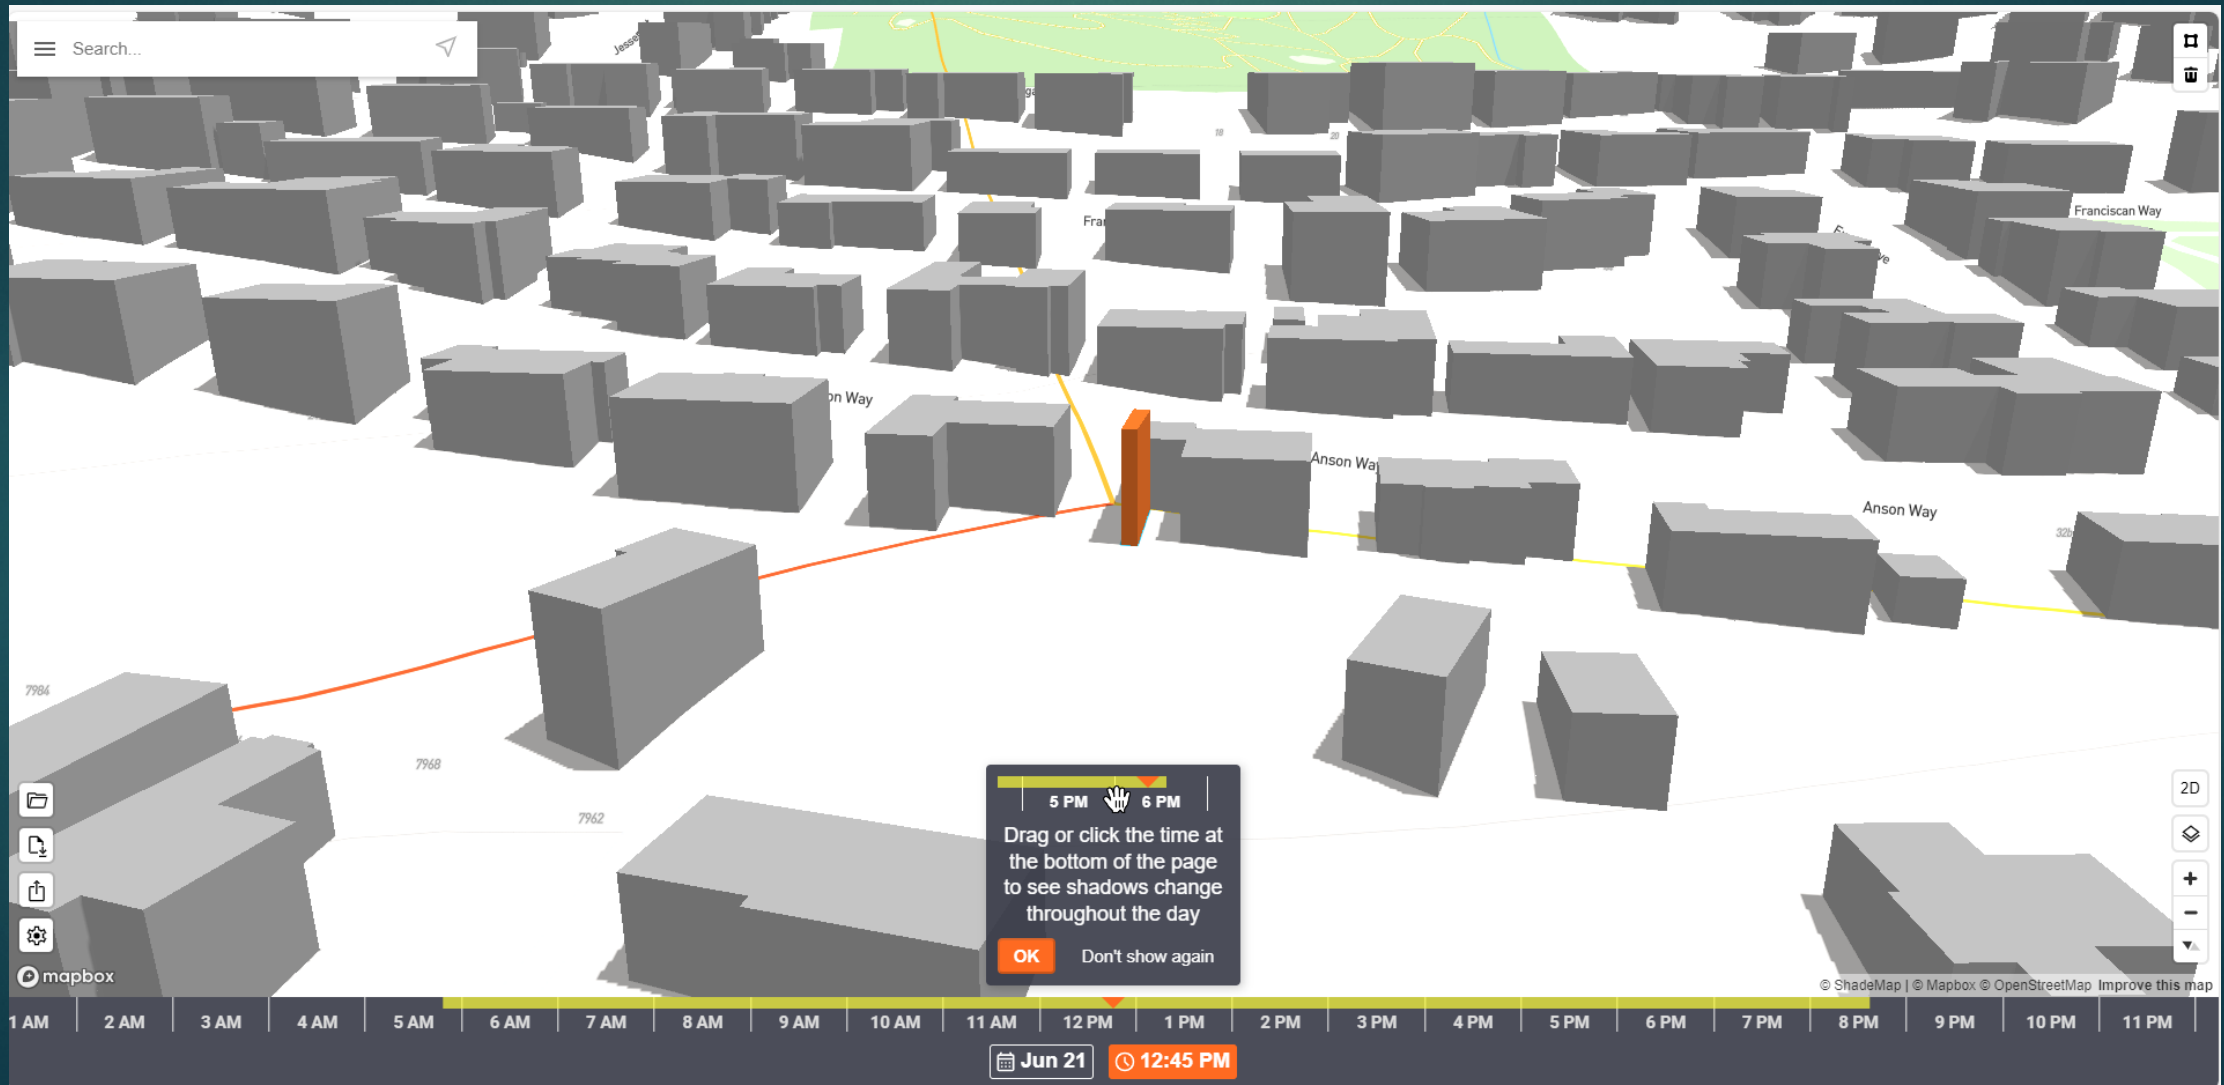 Search...
Franciscan Way
Anson Way
Anson Way
18
20
7984
7968
7962
5 PM
6 PM
Drag or click the time at
the bottom of the page
to see shadows change
throughout the day
OK
Don't show again
2D
mapbox
© ShadeMap | © Mapbox © OpenStreetMap Improve this map
1 AM 2 AM 3 AM 4 AM 5 AM 6 AM 7 AM 8 AM 9 AM 10 AM 11 AM 12 PM 1 PM 2 PM 3 PM 4 PM 5 PM 6 PM 7 PM 8 PM 9 PM 10 PM 11 PM
Jun 21
12:45 PM